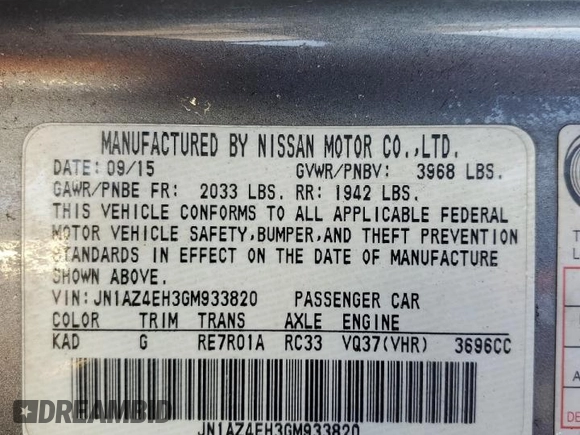 MANUFACTURED BY NISSAN MOTOR CO.,LTD.
DATE:09/15 GVWR/PNBV: 3968 LBS.
GAWR/PNBE FR: 2033 LBS. RR: 1942 LBS.
THIS VEHICLE CONFORMS TO ALL APPLICABLE FEDERAL
MOTOR VEHICLE SAFETY,BUMPER,AND THEFT PREVENTION
STANDARDS IN EFFECT ON THE DATE OF MANUFACTURE
SHOWN ABOVE.
VIN:JN1AZ4EH3GM933820 PASSENGER CAR
COLOR TRIM TRANS AXLE ENGINE
KAD G RE7R01A RC33 VQ37(VHR) 3696CC
JN1AZ4EH3GM933820
DREAMBID